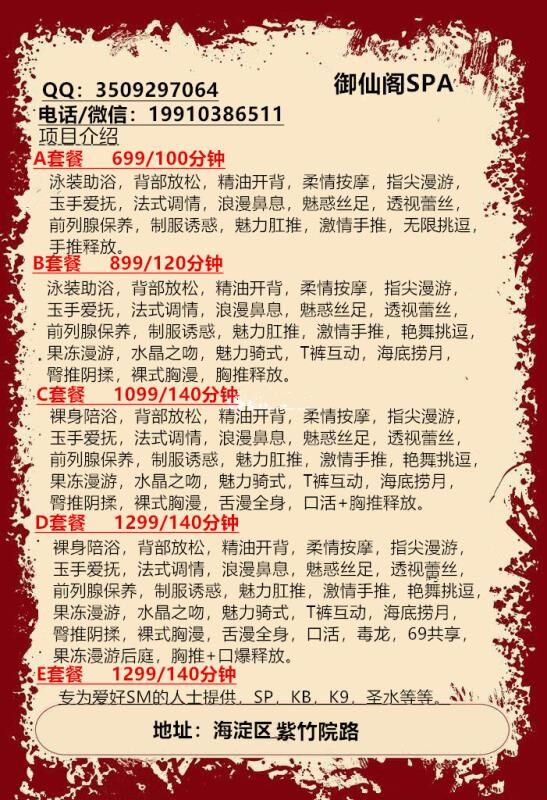 御仙阁SPA
QQ：3509297064
电话/微信：19910386511
项目介绍
A套餐 699/100分钟
泳装助浴，背部放松，精油开背，柔情按摩，指尖漫游，
玉手爱抚，法式调情，浪漫鼻息，魅惑丝足，透视蕾丝，
前列腺保养，制服诱惑，魅力肛推，激情手推，无限挑逗，
手推释放。
B套餐 899/120分钟
泳装助浴，背部放松，精油开背，柔情按摩，指尖漫游，
玉手爱抚，法式调情，浪漫鼻息，魅惑丝足，透视蕾丝，
前列腺保养，制服诱惑，魅力肛推，激情手推，艳舞挑逗，
果冻漫游，水晶之吻，魅力骑式，T裤互动，海底捞月，
臀推阴揉，裸式胸漫，胸推释放。
C套餐 1099/140分钟
裸身陪浴，背部放松，精油开背，柔情按摩，指尖漫游，
玉手爱抚，法式调情，浪漫鼻息，魅惑丝足，透视蕾丝，
前列腺保养，制服诱惑，魅力肛推，激情手推，艳舞挑逗，
果冻漫游，水晶之吻，魅力骑式，T裤互动，海底捞月，
臀推阴揉，裸式胸漫，舌漫全身，口活+胸推释放。
D套餐 1299/140分钟
裸身陪浴，背部放松，精油开背，柔情按摩，指尖漫游，
玉手爱抚，法式调情，浪漫鼻息，魅惑丝足，透视蕾丝，
前列腺保养，制服诱惑，魅力肛推，激情手推，艳舞挑逗，
果冻漫游，水晶之吻，魅力骑式，T裤互动，海底捞月，
臀推阴揉，裸式胸漫，舌漫全身，口活，毒龙，69共享，
果冻漫游后庭，胸推+口爆释放。
E套餐 1299/140分钟
专为爱好SM的人士提供，SP，KB，K9，圣水等等。
地址：海淀区紫竹院路